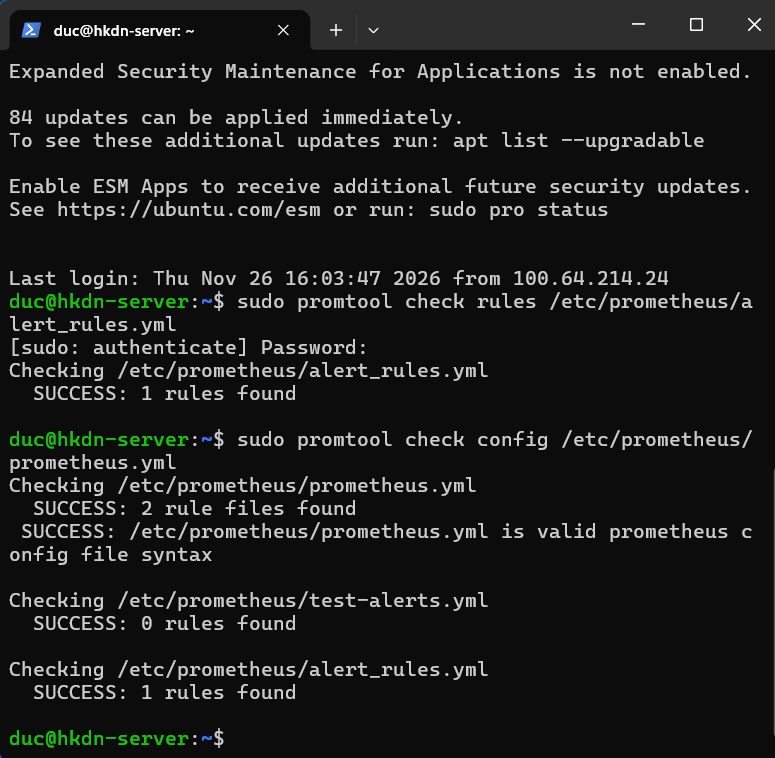 duc@hkdn-server: ~
Expanded Security Maintenance for Applications is not enabled.
84 updates can be applied immediately.
To see these additional updates run: apt list --upgradable
Enable ESM Apps to receive additional future security updates.
See https://ubuntu.com/esm or run: sudo pro status
Last login: Thu Nov 26 16:03:47 2026 from 100.64.214.24
duc@hkdn-server:~$ sudo promtool check rules /etc/prometheus/a
lert_rules.yml
[sudo: authenticate] Password:
Checking /etc/prometheus/alert_rules.yml
  SUCCESS: 1 rules found
duc@hkdn-server:~$ sudo promtool check config /etc/prometheus/
prometheus.yml
Checking /etc/prometheus/prometheus.yml
  SUCCESS: 2 rule files found
 SUCCESS: /etc/prometheus/prometheus.yml is valid prometheus c
onfig file syntax
Checking /etc/prometheus/test-alerts.yml
  SUCCESS: 0 rules found
Checking /etc/prometheus/alert_rules.yml
  SUCCESS: 1 rules found
duc@hkdn-server:~$